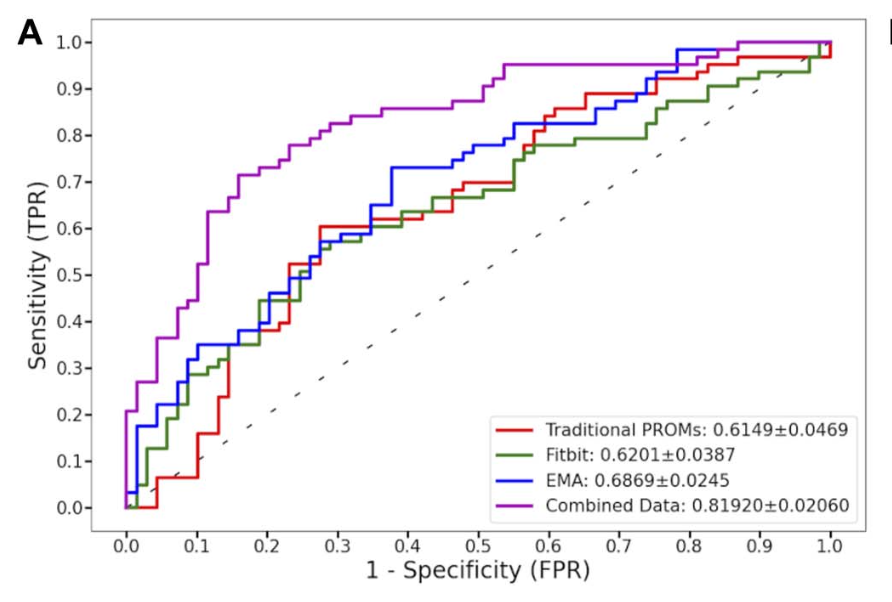 A
1.0
0.9
0.8
0.7
0.6
0.5
0.4
0.3
0.2
0.1
0.0
Sensitivity (TPR)
Traditional PROMs: 0.6149±0.0469
Fitbit: 0.6201±0.0387
EMA: 0.6869±0.0245
Combined Data: 0.81920±0.02060
0.0 0.1 0.2 0.3 0.4 0.5 0.6 0.7 0.8 0.9 1.0
1 - Specificity (FPR)